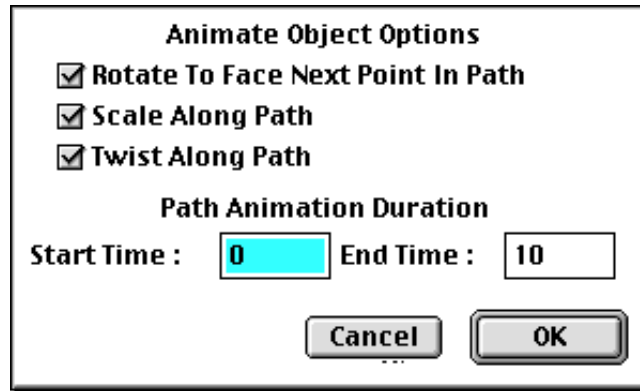 Animate Object Options
Rotate To Face Next Point In Path
Scale Along Path
Twist Along Path
Path Animation Duration
Start Time : 0 End Time : 10
Cancel OK